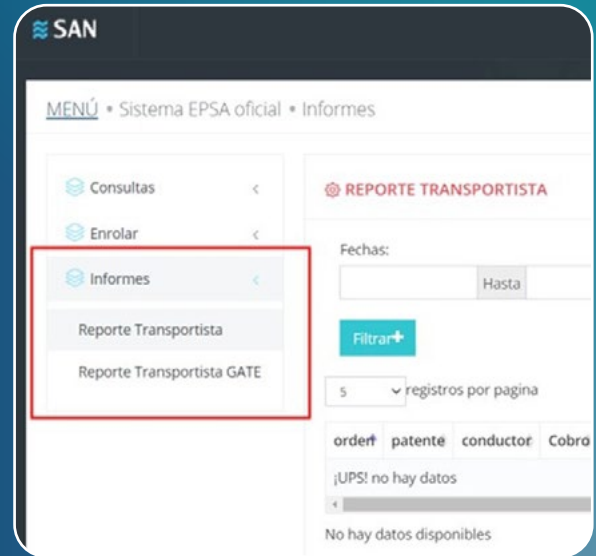 SAN
MENÚ • Sistema EPSA oficial • Informes
Consultas
Enrolar
Informes
Reporte Transportista
Reporte Transportista GATE
REPORTE TRANSPORTISTA
Fechas:
Hasta
Filtrar+
5 registros por pagina
orden patente conductor Cobro
¡UPS! no hay datos
No hay datos disponibles